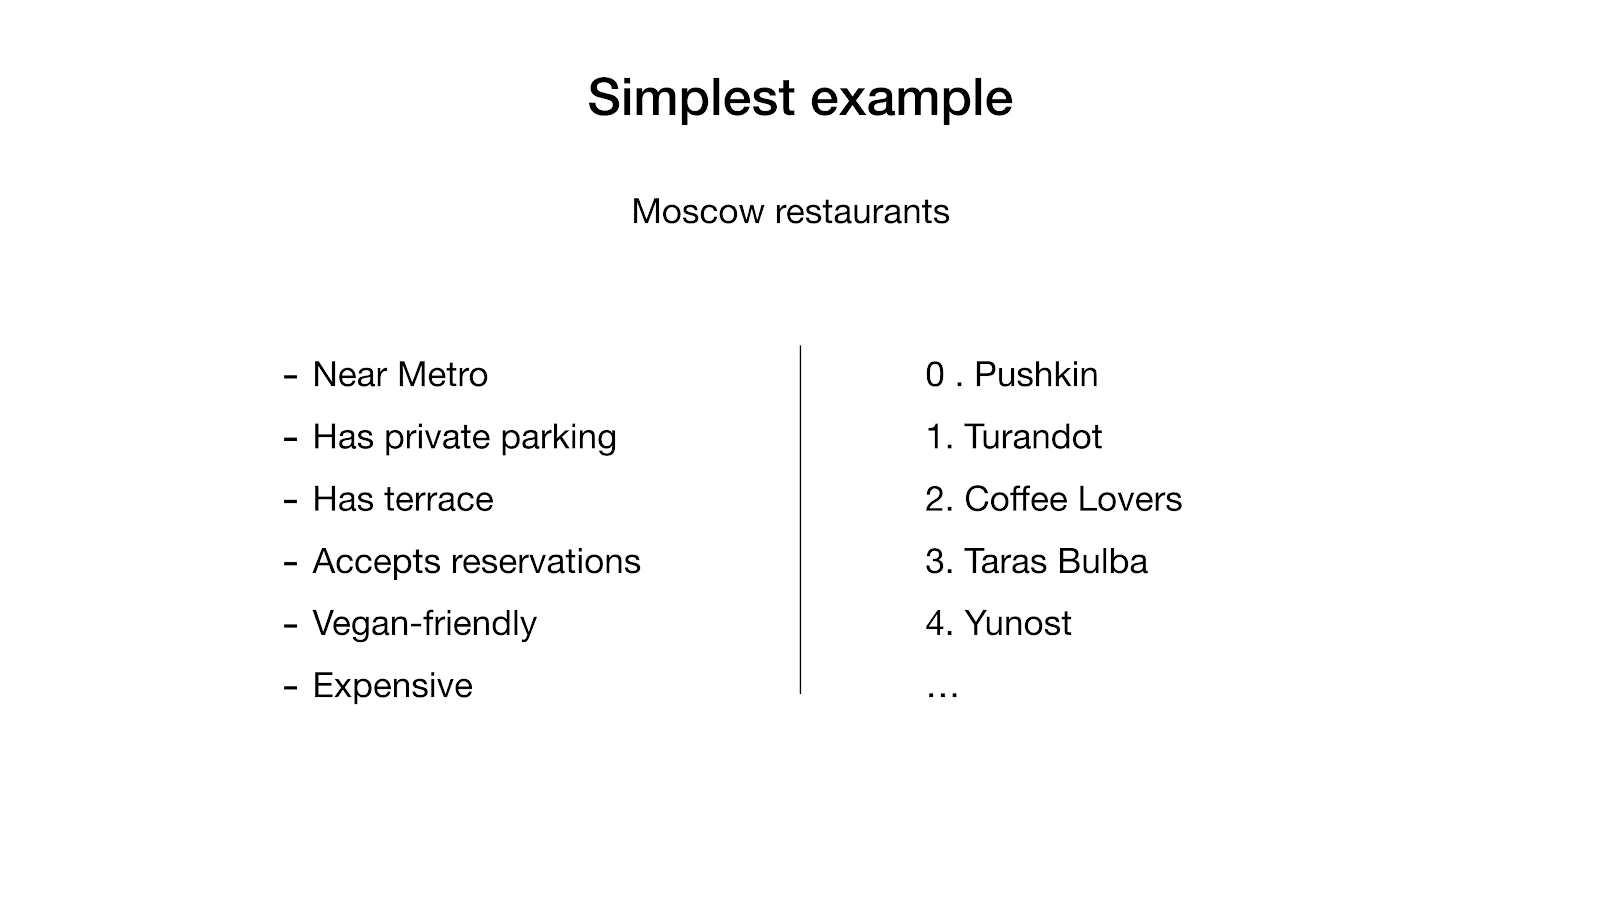 Simplest example
Moscow restaurants
- Near Metro
- Has private parking
- Has terrace
- Accepts reservations
- Vegan-friendly
- Expensive
0 . Pushkin
1. Turandot
2. Coffee Lovers
3. Taras Bulba
4. Yunost
…